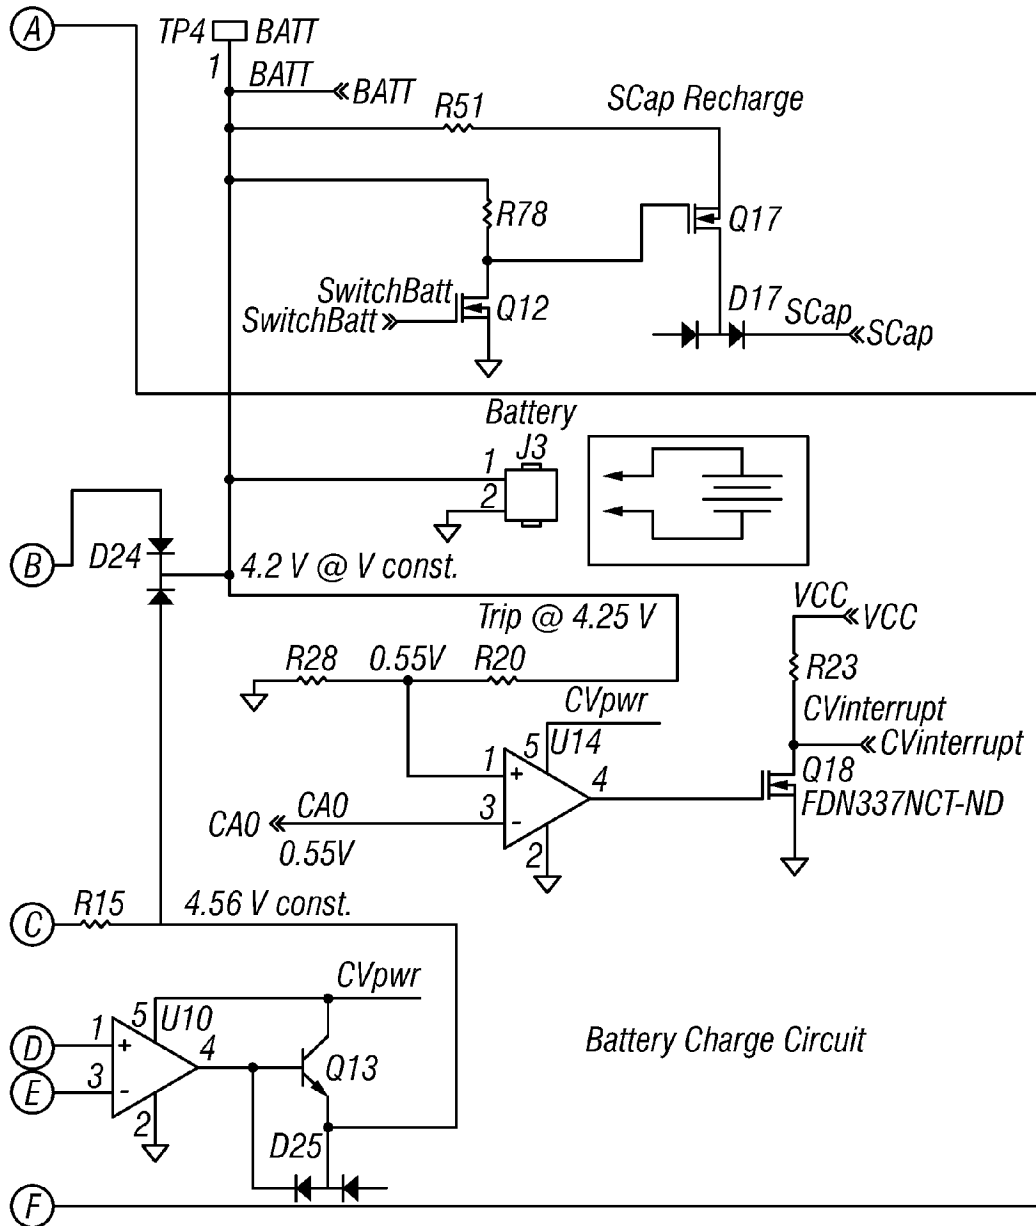 A
TP4 BATT
1
BATT
BATT
R51
SCap Recharge
R78
Q17
SwitchBatt
SwitchBatt
Q12
D17
SCap
SCap
Battery
J3
1
2
B
D24
4.2 V @ V const.
Trip @ 4.25 V
VCC
VCC
R28
0.55V
R20
R23
CVpwr
CVinterrupt
CVinterrupt
5
U14
1
+
4
Q18
FDN337NCT-ND
CA0
CA0
3
-
0.55V
2
C
R15
4.56 V const.
CVpwr
5
U10
D
1
+
4
Q13
Battery Charge Circuit
E
3
-
2
D25
F